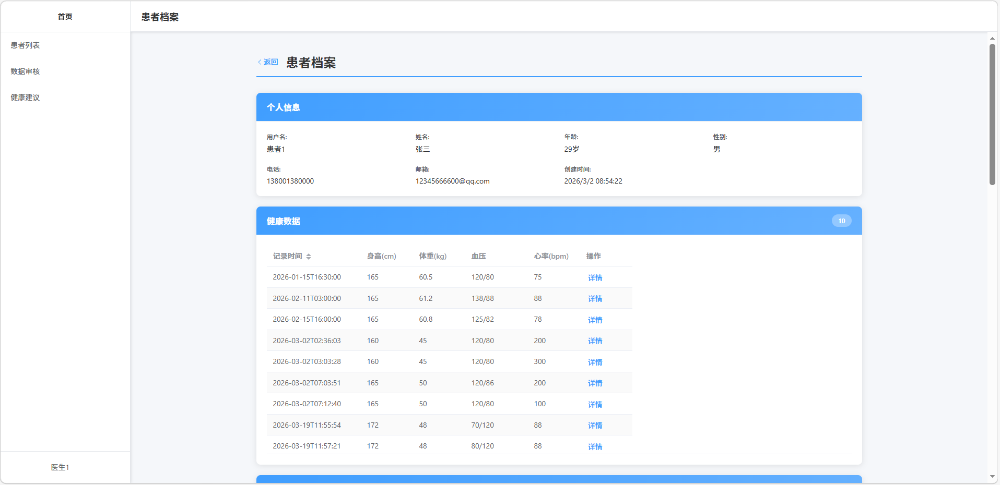 首页
患者档案
患者列表
数据审核
健康建议
医生1
返回 患者档案
个人信息
用户名: 姓名: 年龄: 性别:
患者1 张三 29岁 男
电话: 邮箱: 创建时间:
138001380000 12345666600@qq.com 2026/3/2 08:54:22
健康数据 10
记录时间 身高(cm) 体重(kg) 血压 心率(bpm) 操作
2026-01-15T16:30:00 165 60.5 120/80 75 详情
2026-02-11T03:00:00 165 61.2 138/88 88 详情
2026-02-15T16:00:00 165 60.8 125/82 78 详情
2026-03-02T02:36:03 160 45 120/80 200 详情
2026-03-02T03:03:28 160 45 120/80 300 详情
2026-03-02T07:03:51 165 50 120/86 200 详情
2026-03-02T07:12:40 165 50 120/80 100 详情
2026-03-19T11:55:54 172 48 70/120 88 详情
2026-03-19T11:57:21 172 48 80/120 88 详情